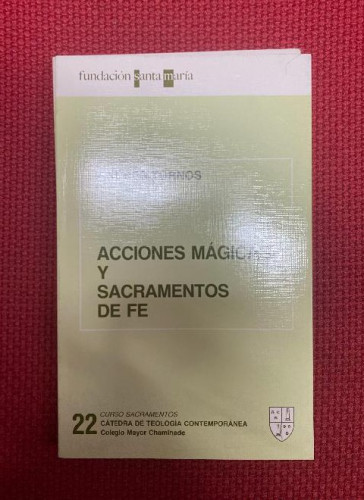 fundación santa maría
TORNOS
ACCIONES MÁGICAS
Y
SACRAMENTOS
DE FE
22
CURSO SACRAMENTOS
CÁTEDRA DE TEOLOGÍA CONTEMPORÁNEA
Colegio Mayor Chaminade